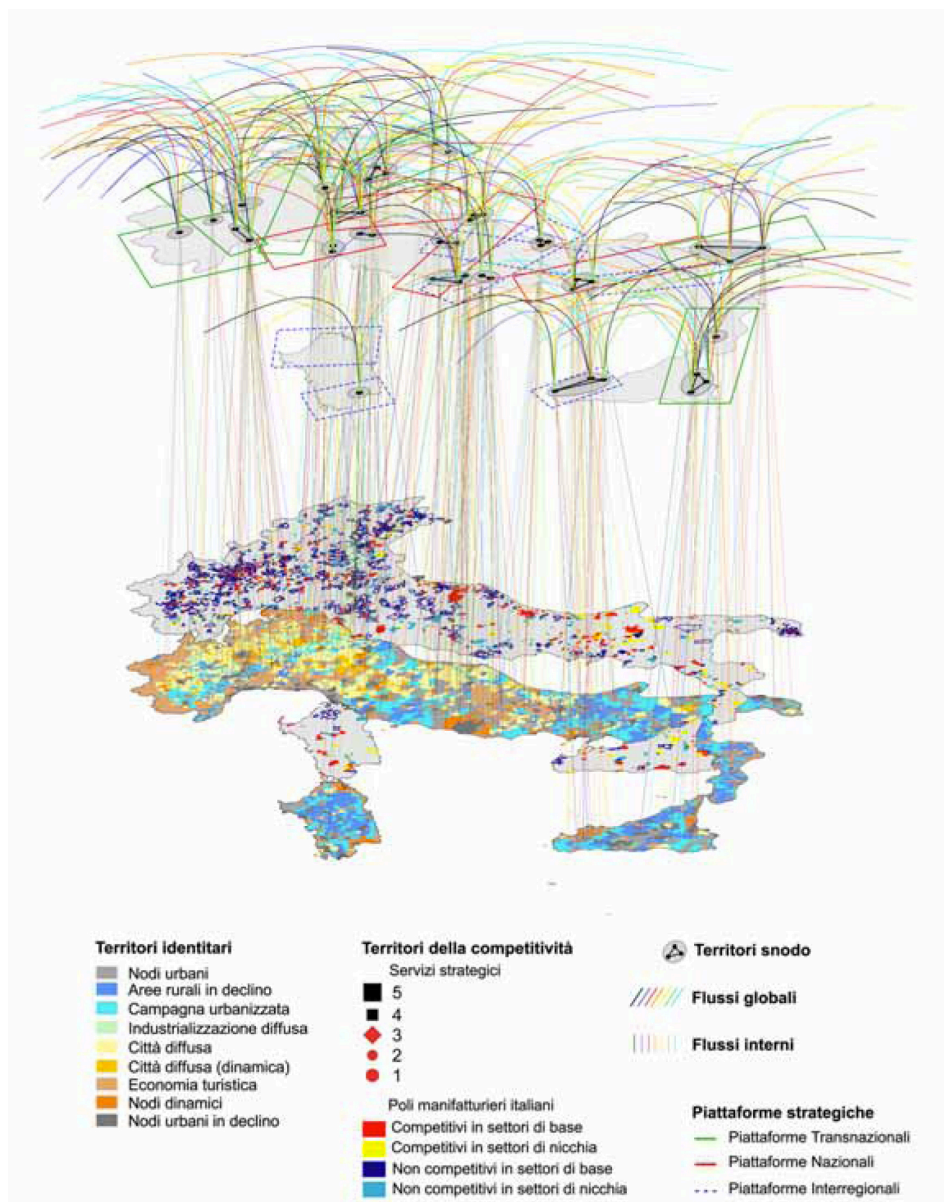 Territori identitari
Nodi urbani
Aree rurali in declino
Campagna urbanizzata
Industrializzazione diffusa
Città diffusa
Città diffusa (dinamica)
Economia turistica
Nodi dinamici
Nodi urbani in declino
Territori della competitività
Servizi strategici
5
4
3
2
1
Poli manifatturieri italiani
Competitivi in settori di base
Competitivi in settori di nicchia
Non competitivi in settori di base
Non competitivi in settori di nicchia
Territori snodo
Flussi globali
Flussi interni
Piattaforme strategiche
Piattaforme Transnazionali
Piattaforme Nazionali
Piattaforme Interregionali